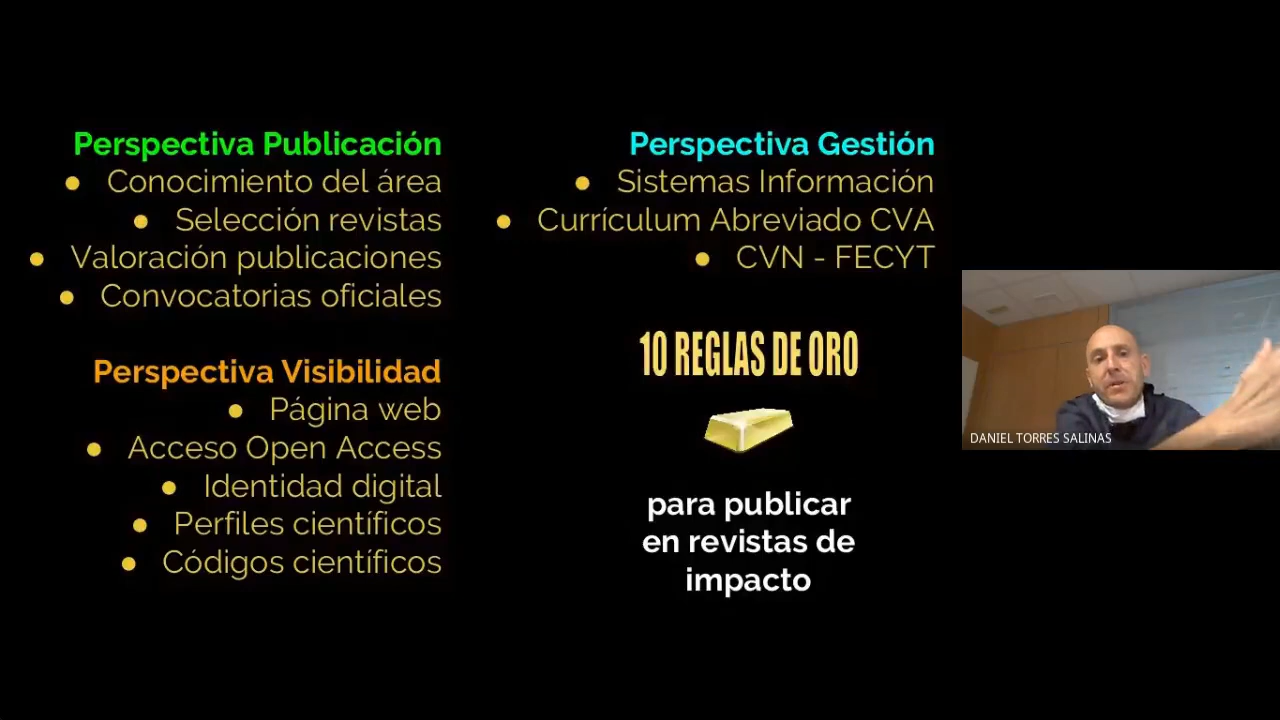 Perspectiva Publicación
● Conocimiento del área
● Selección revistas
● Valoración publicaciones
● Convocatorias oficiales
Perspectiva Visibilidad
● Página web
● Acceso Open Access
● Identidad digital
● Perfiles científicos
● Códigos científicos
Perspectiva Gestión
● Sistemas Información
● Currículum Abreviado CVA
● CVN - FECYT
10 REGLAS DE ORO
para publicar
en revistas de
impacto
DANIEL TORRES SALINAS